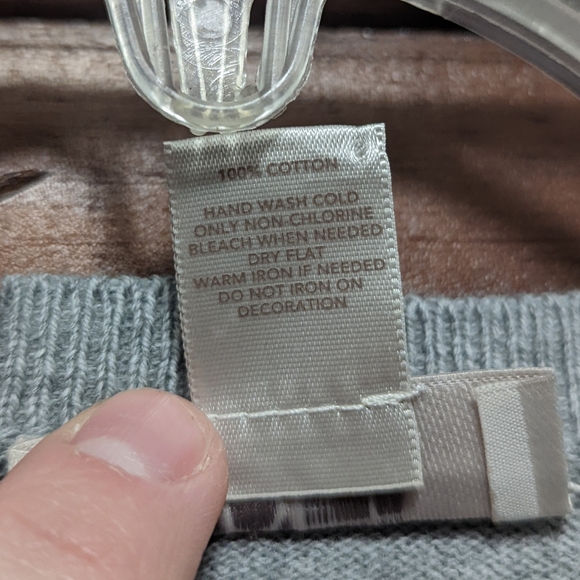 100% COTTON
HAND WASH COLD
ONLY NON-CHLORINE
BLEACH WHEN NEEDED
DRY FLAT
WARM IRON IF NEEDED
DO NOT IRON ON
DECORATION